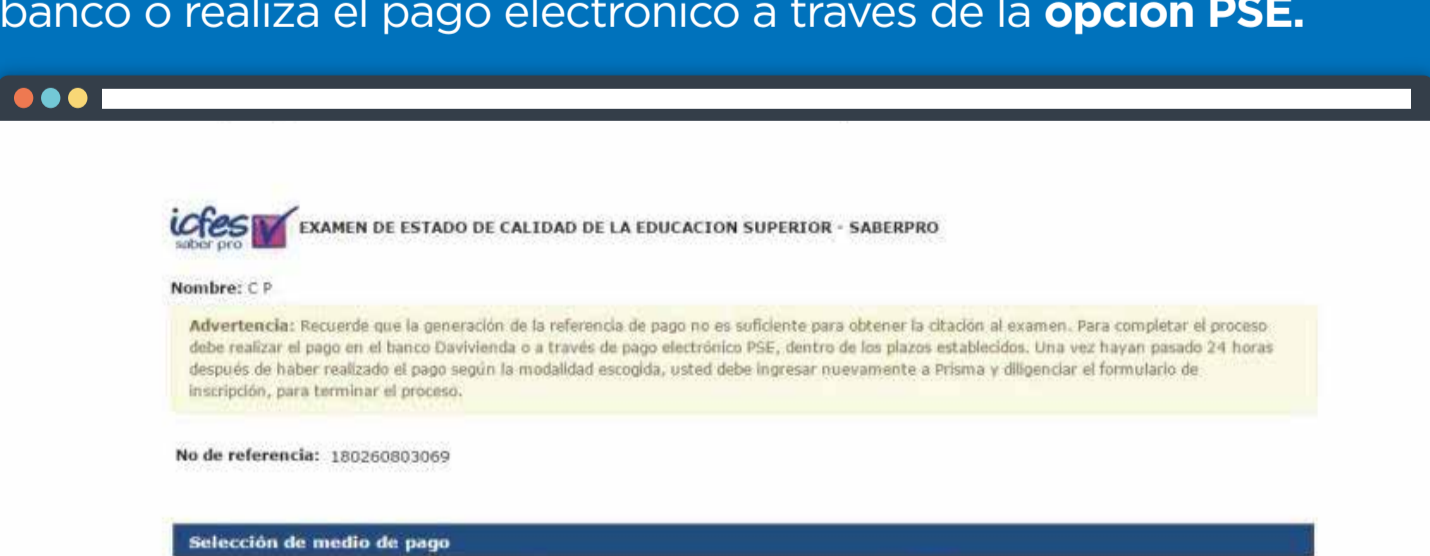 banco o realiza el pago electrónico a través de la opción PSE.
icfes
saber pro
EXAMEN DE ESTADO DE CALIDAD DE LA EDUCACION SUPERIOR - SABERPRO
Nombre: C P
Advertencia: Recuerde que la generación de la referencia de pago no es suficiente para obtener la citación al examen. Para completar el proceso
debe realizar el pago en el banco Davivienda o a través de pago electrónico PSE, dentro de los plazos establecidos. Una vez hayan pasado 24 horas
después de haber realizado el pago según la modalidad escogida, usted debe ingresar nuevamente a Prisma y diligenciar el formulario de
inscripción, para terminar el proceso.
No de referencia: 180260803069
Selección de medio de pago